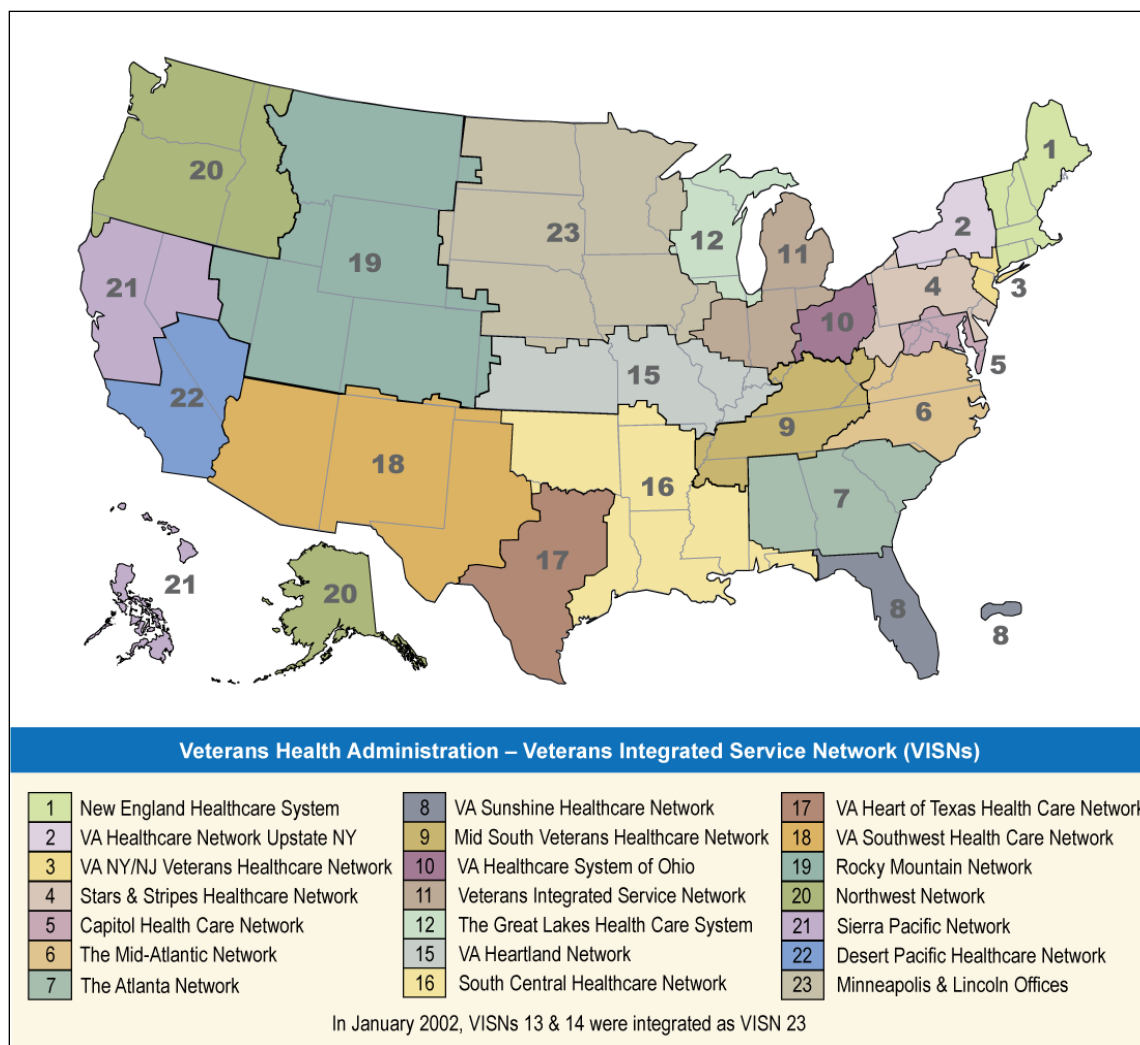 1
2
20
23
12
11
19
4
3
21
10
5
15
22
6
9
18
16
7
17
21
20
8
8
Veterans Health Administration – Veterans Integrated Service Network (VISNs)
1 New England Healthcare System
2 VA Healthcare Network Upstate NY
3 VA NY/NJ Veterans Healthcare Network
4 Stars & Stripes Healthcare Network
5 Capitol Health Care Network
6 The Mid-Atlantic Network
7 The Atlanta Network
8 VA Sunshine Healthcare Network
9 Mid South Veterans Healthcare Network
10 VA Healthcare System of Ohio
11 Veterans Integrated Service Network
12 The Great Lakes Health Care System
15 VA Heartland Network
16 South Central Healthcare Network
17 VA Heart of Texas Health Care Network
18 VA Southwest Health Care Network
19 Rocky Mountain Network
20 Northwest Network
21 Sierra Pacific Network
22 Desert Pacific Healthcare Network
23 Minneapolis & Lincoln Offices
In January 2002, VISNs 13 & 14 were integrated as VISN 23